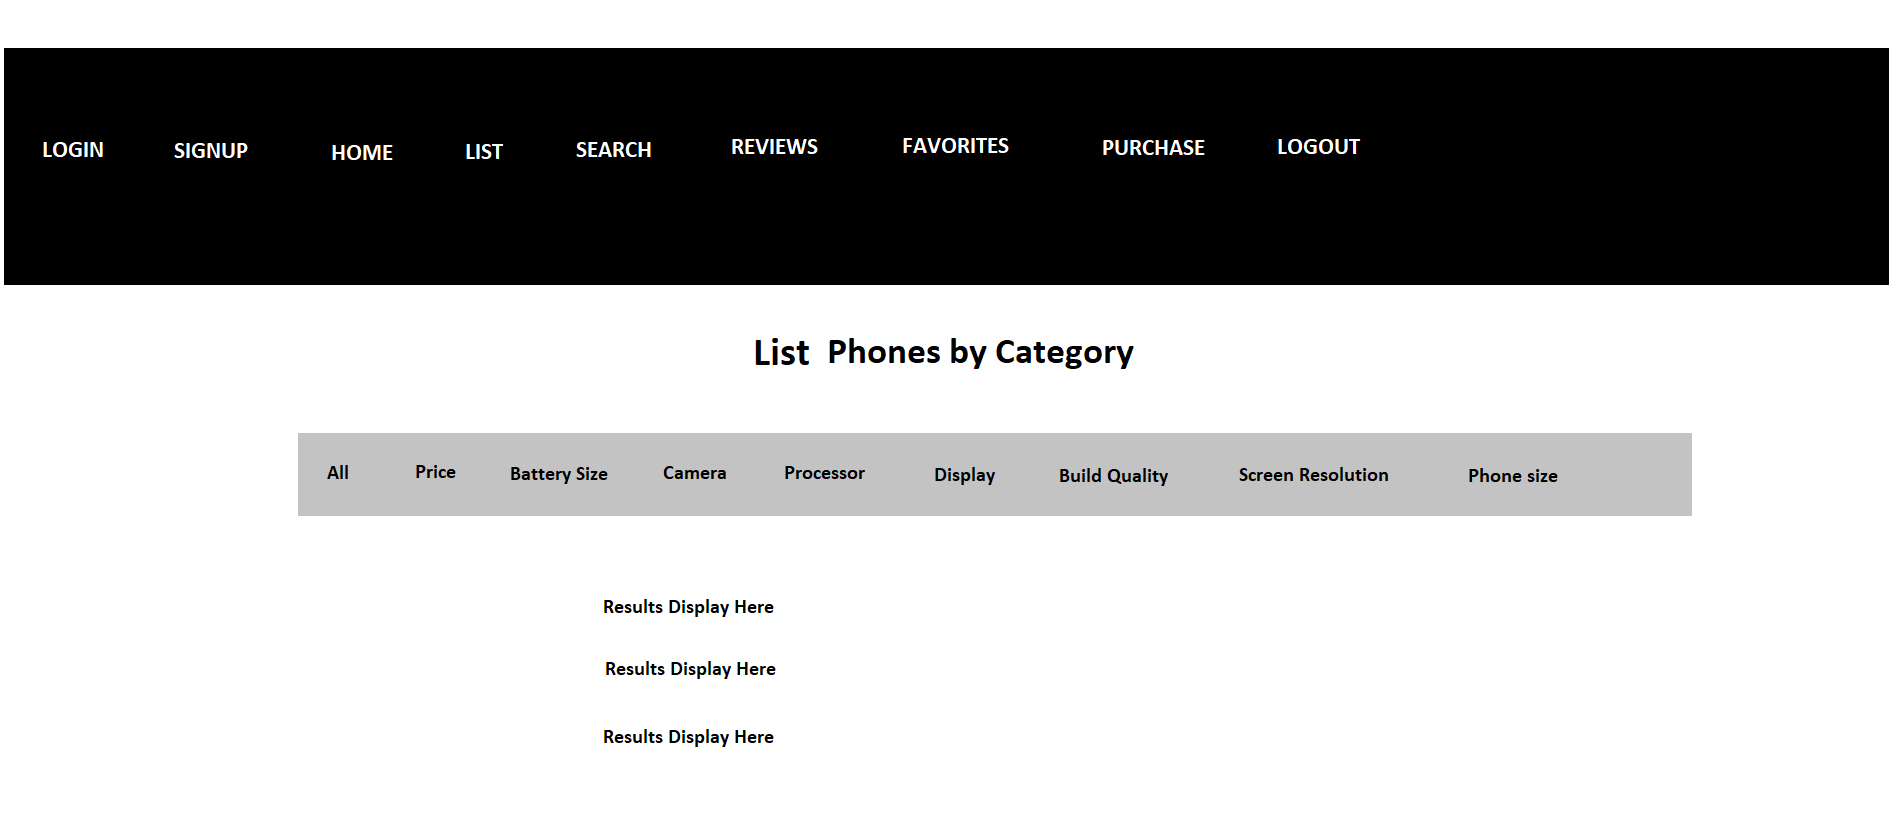 LOGIN SIGNUP HOME LIST SEARCH REVIEWS FAVORITES PURCHASE LOGOUT
List Phones by Category
All Price Battery Size Camera Processor Display Build Quality Screen Resolution Phone size
Results Display Here
Results Display Here
Results Display Here